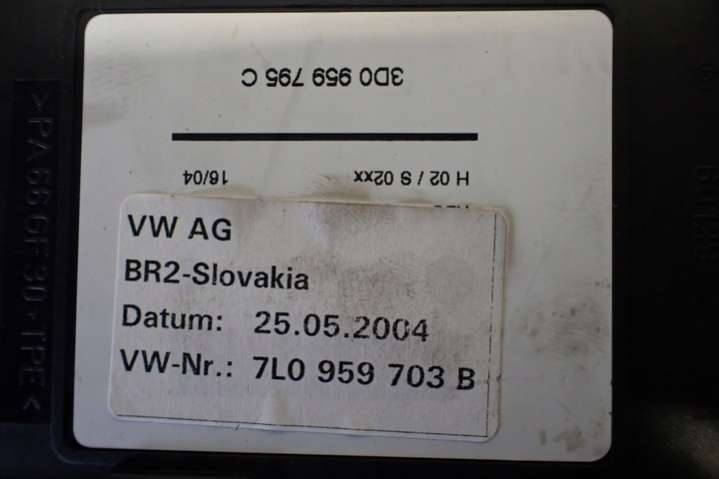 3D0 959 795 C
H 02 / S 02xx 16/04
VW AG
BR2-Slovakia
Datum: 25.05.2004
VW-Nr.: 7L0 959 703 B
>PA 66 GF 30 · TPE<